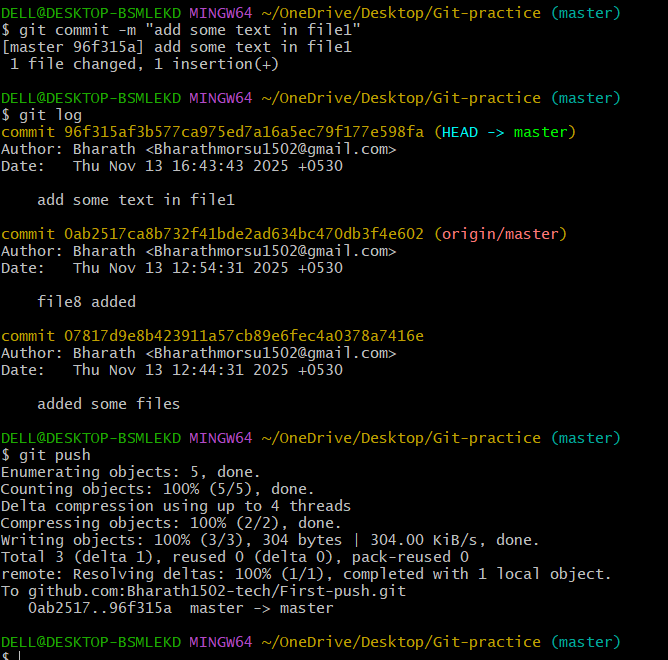 DELL@DESKTOP-BSMLEKD MINGW64 ~/OneDrive/Desktop/Git-practice (master)
$ git commit -m "add some text in file1"
[master 96f315a] add some text in file1
 1 file changed, 1 insertion(+)

DELL@DESKTOP-BSMLEKD MINGW64 ~/OneDrive/Desktop/Git-practice (master)
$ git log
commit 96f315af3b577ca975ed7a16a5ec79f177e598fa (HEAD -> master)
Author: Bharath <Bharathmorsu1502@gmail.com>
Date:   Thu Nov 13 16:43:43 2025 +0530

    add some text in file1

commit 0ab2517ca8b732f41bde2ad634bc470db3f4e602 (origin/master)
Author: Bharath <Bharathmorsu1502@gmail.com>
Date:   Thu Nov 13 12:54:31 2025 +0530

    file8 added

commit 07817d9e8b423911a57cb89e6fec4a0378a7416e
Author: Bharath <Bharathmorsu1502@gmail.com>
Date:   Thu Nov 13 12:44:31 2025 +0530

    added some files

DELL@DESKTOP-BSMLEKD MINGW64 ~/OneDrive/Desktop/Git-practice (master)
$ git push
Enumerating objects: 5, done.
Counting objects: 100% (5/5), done.
Delta compression using up to 4 threads
Compressing objects: 100% (2/2), done.
Writing objects: 100% (3/3), 304 bytes | 304.00 KiB/s, done.
Total 3 (delta 1), reused 0 (delta 0), pack-reused 0
remote: Resolving deltas: 100% (1/1), completed with 1 local object.
To github.com:Bharath1502-tech/First-push.git
   0ab2517..96f315a  master -> master

DELL@DESKTOP-BSMLEKD MINGW64 ~/OneDrive/Desktop/Git-practice (master)
$